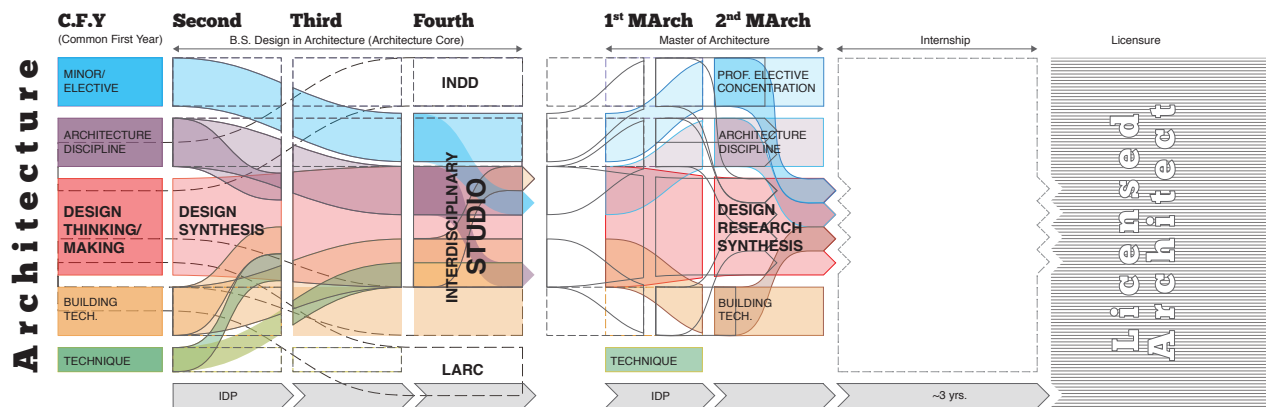 C.F.Y
(Common First Year)
Second
Third
Fourth
B.S. Design in Architecture (Architecture Core)
1st MArch
2nd MArch
Master of Architecture
Internship
Licensure
Architecture
MINOR/
ELECTIVE
ARCHITECTURE
DISCIPLINE
DESIGN
THINKING/
MAKING
BUILDING
TECH.
TECHNIQUE
DESIGN
SYNTHESIS
INDD
INTERDISCIPLNARY
STUDIO
LARC
PROF. ELECTIVE
CONCENTRATION
ARCHITECTURE
DISCIPLINE
DESIGN
RESEARCH
SYNTHESIS
BUILDING
TECH.
TECHNIQUE
Licensed
Architect
IDP
IDP
~3 yrs.